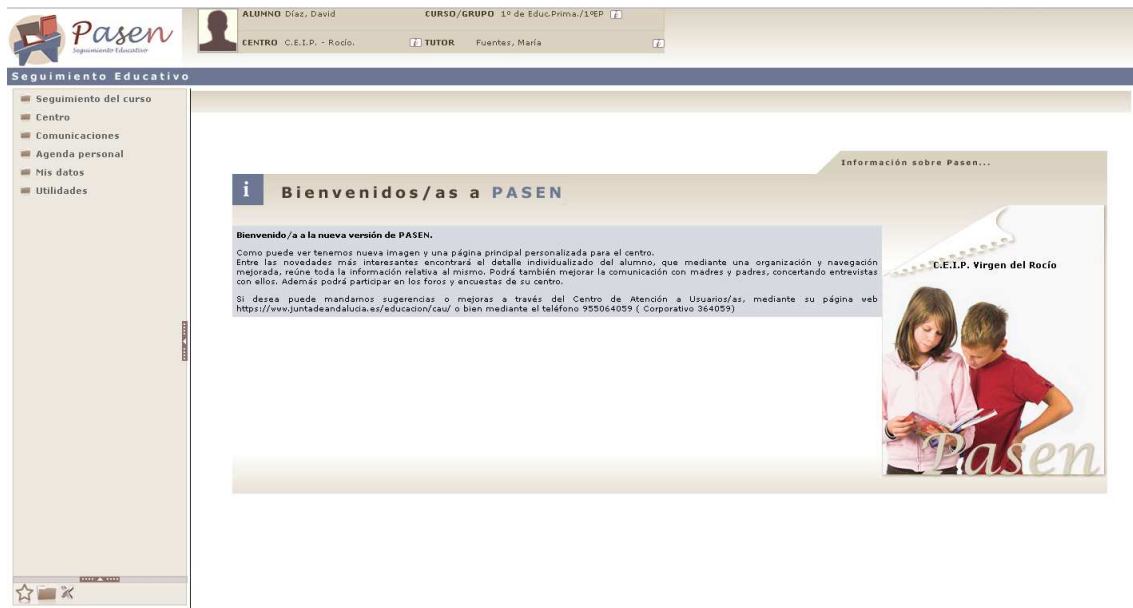 Pasen
Seguimiento Educativo
ALUMNO Díaz, David CURSO/GRUPO 1º de Educ.Prima./1ºEP i
CENTRO C.E.I.P. - Rocío. i TUTOR Fuentes, María i
Seguimiento Educativo
Seguimiento del curso
Centro
Comunicaciones
Agenda personal
Mis datos
Utilidades
Información sobre Pasen...
i Bienvenidos/as a PASEN
Bienvenido/a a la nueva versión de PASEN.
Como puede ver tenemos nueva imagen y una página principal personalizada para el centro.
Entre las novedades más interesantes encontrará el detalle individualizado del alumno, que mediante una organización y navegación
mejorada, reúne toda la información relativa al mismo. Podrá también mejorar la comunicación con madres y padres, concertando entrevistas
con ellos. Además podrá participar en los foros y encuestas de su centro.
Si desea puede mandarnos sugerencias o mejoras a través del Centro de Atención a Usuarios/as, mediante su página web
https://www.juntadeandalucia.es/educacion/cau/ o bien mediante el teléfono 955064059 ( Corporativo 364059)
C.E.I.P. Virgen del Rocío
Pasen